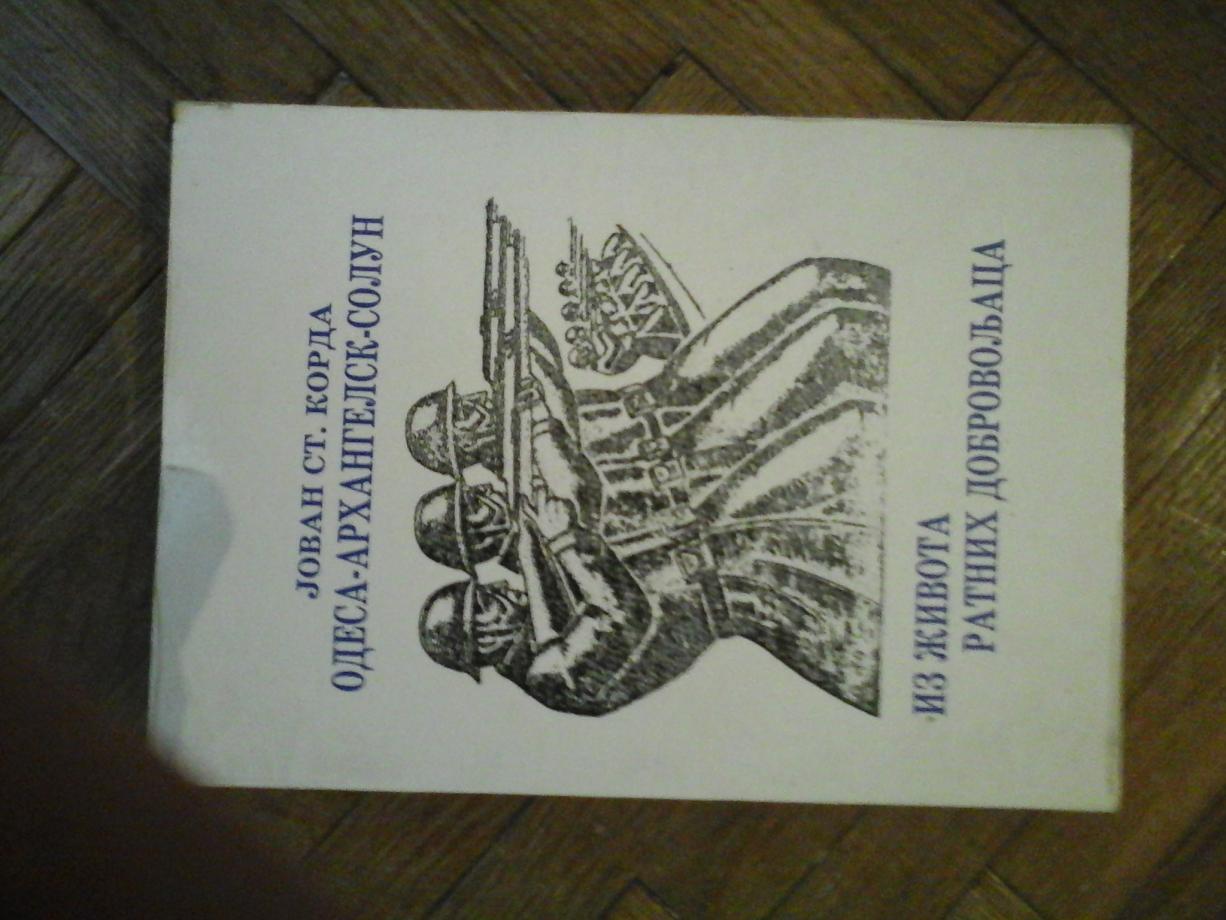 ЈОВАН СТ. КОРДА
ОДЕСА-АРХАНГЕЛСК-СОЛУН
ИЗ ЖИВОТА
РАТНИХ ДОБРОВОЉАЦА